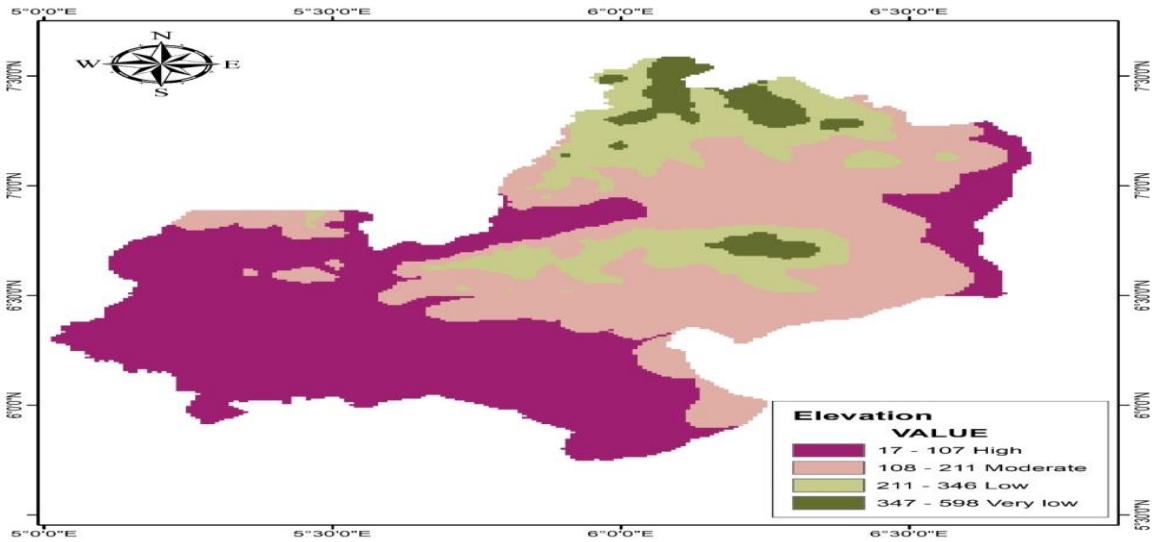 5°0'0"E 5°30'0"E 6°0'0"E 6°30'0"E
N
W E
S
7°30'0"N 7°30'0"N
7°0'0"N 7°0'0"N
6°30'0"N 6°30'0"N
6°0'0"N 6°0'0"N
Elevation
VALUE
17 - 107 High
108 - 211 Moderate
211 - 346 Low
347 - 598 Very low
5°30'0"N
5°0'0"E 5°30'0"E 6°0'0"E 6°30'0"E